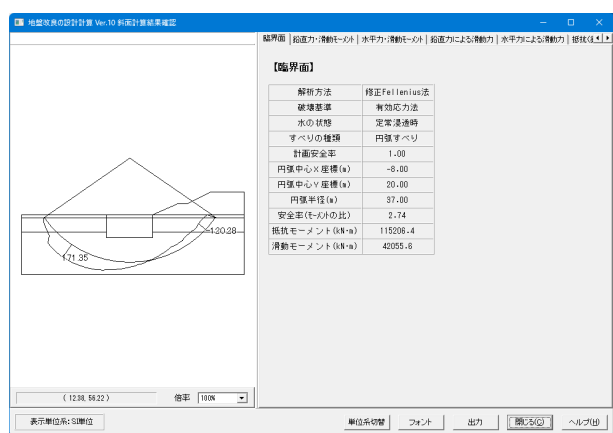 地盤改良の設計計算 Ver.10 斜面計算結果確認
臨界面 鉛直力・滑動モーメント 水平力・滑動モーメント 鉛直力による滑動力 水平力による滑動力
【臨界面】
解析方法 修正Fellenius法
破壊基準 有効応力法
水の状態 定常浸透時
すべりの種類 円弧すべり
計画安全率 1.00
円弧中心X座標(m) -8.00
円弧中心Y座標(m) 20.00
円弧半径(m) 37.00
安全率(モーメントの比) 2.74
抵抗モーメント(kN・m) 115206.4
滑動モーメント(kN・m) 42055.6
-120.28
171.35
( 12.38, 56.22 ) 倍率 100%
表示単位系:SI単位 単位系切替 フォント 出力 閉じる(C) ヘルプ(H)